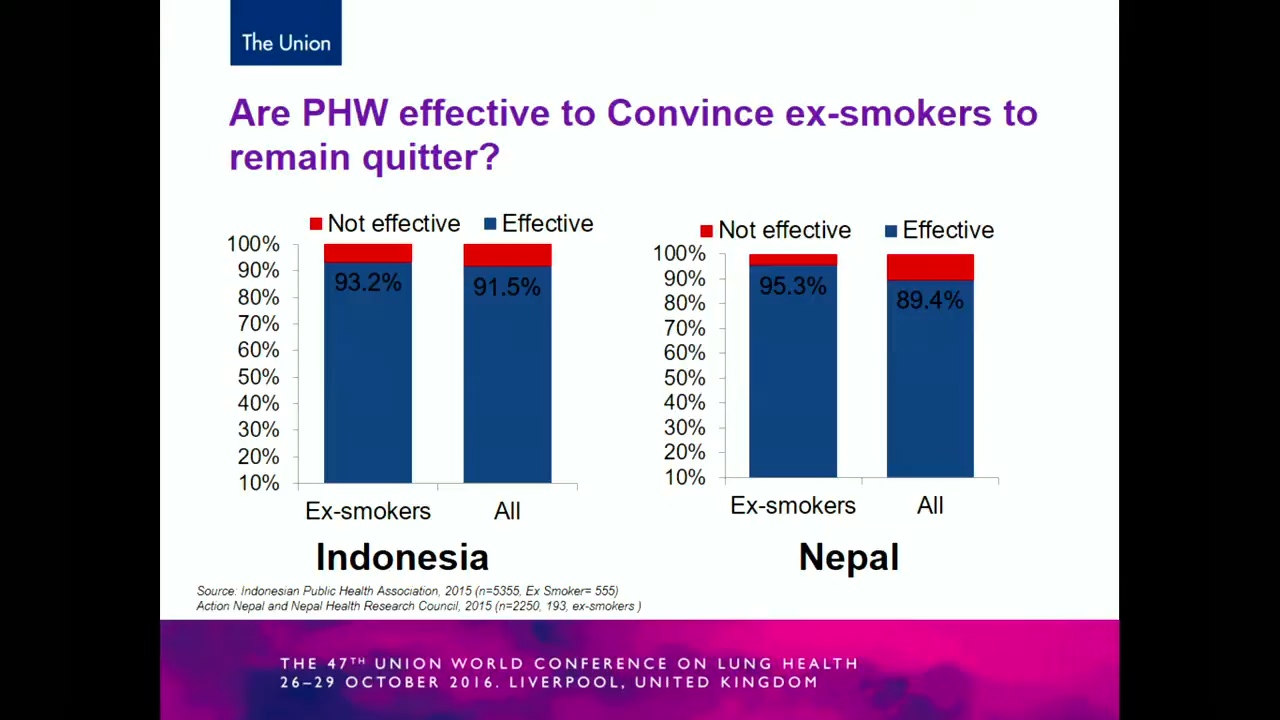 The Union
Are PHW effective to Convince ex-smokers to
remain quitter?
Not effective Effective
100%
90%
80%
70%
60%
50%
40%
30%
20%
10%
93.2%
91.5%
Ex-smokers All
Indonesia
Not effective Effective
100%
90%
80%
70%
60%
50%
40%
30%
20%
10%
95.3%
89.4%
Ex-smokers All
Nepal
Source: Indonesian Public Health Association, 2015 (n=5355, Ex Smoker= 555)
Action Nepal and Nepal Health Research Council, 2015 (n=2250, 193, ex-smokers )
THE 47TH UNION WORLD CONFERENCE ON LUNG HEALTH
26–29 OCTOBER 2016. LIVERPOOL, UNITED KINGDOM